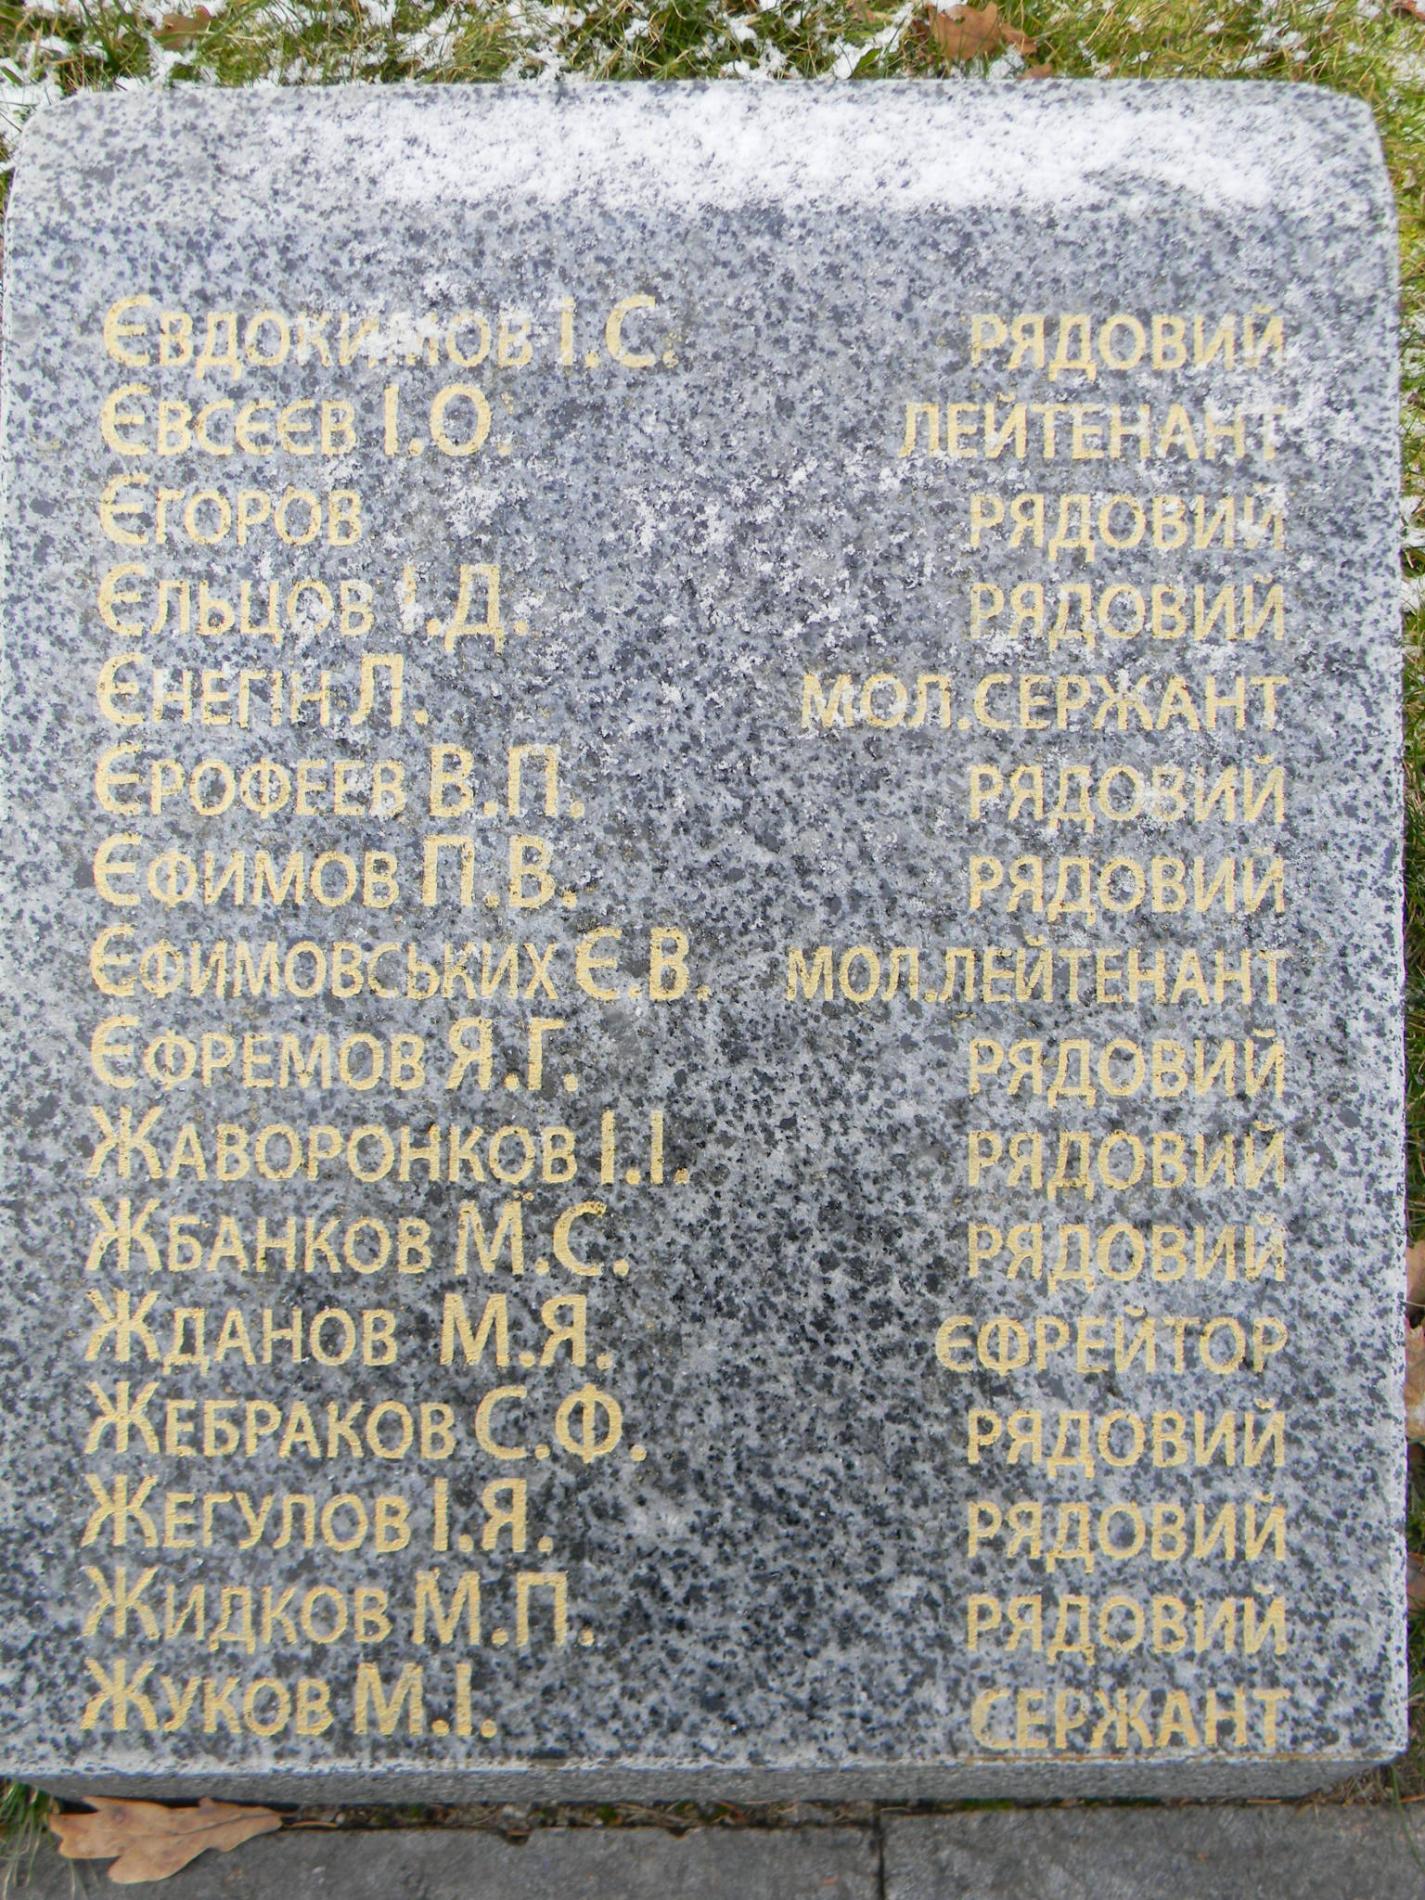 ЄВДОКИМОВ І.С. РЯДОВИЙ
ЄВСЄЄВ І.О. ЛЕЙТЕНАНТ
ЄГОРОВ РЯДОВИЙ
ЄЛЬЦОВ І.Д. РЯДОВИЙ
ЄНЕГІН Л. МОЛ.СЕРЖАНТ
ЄРОФЕЕВ В.П. РЯДОВИЙ
ЄФИМОВ П.В. РЯДОВИЙ
ЄФИМОВСЬКИХ Є.В. МОЛ.ЛЕЙТЕНАНТ
ЄФРЕМОВ Я.Г. РЯДОВИЙ
ЖАВОРОНКОВ І.І. РЯДОВИЙ
ЖБАНКОВ М.С. РЯДОВИЙ
ЖДАНОВ М.Я. ЄФРЕЙТОР
ЖЕБРАКОВ С.Ф. РЯДОВИЙ
ЖЕГУЛОВ І.Я. РЯДОВИЙ
ЖИДКОВ М.П. РЯДОВИЙ
ЖУКОВ М.І. СЕРЖАНТ